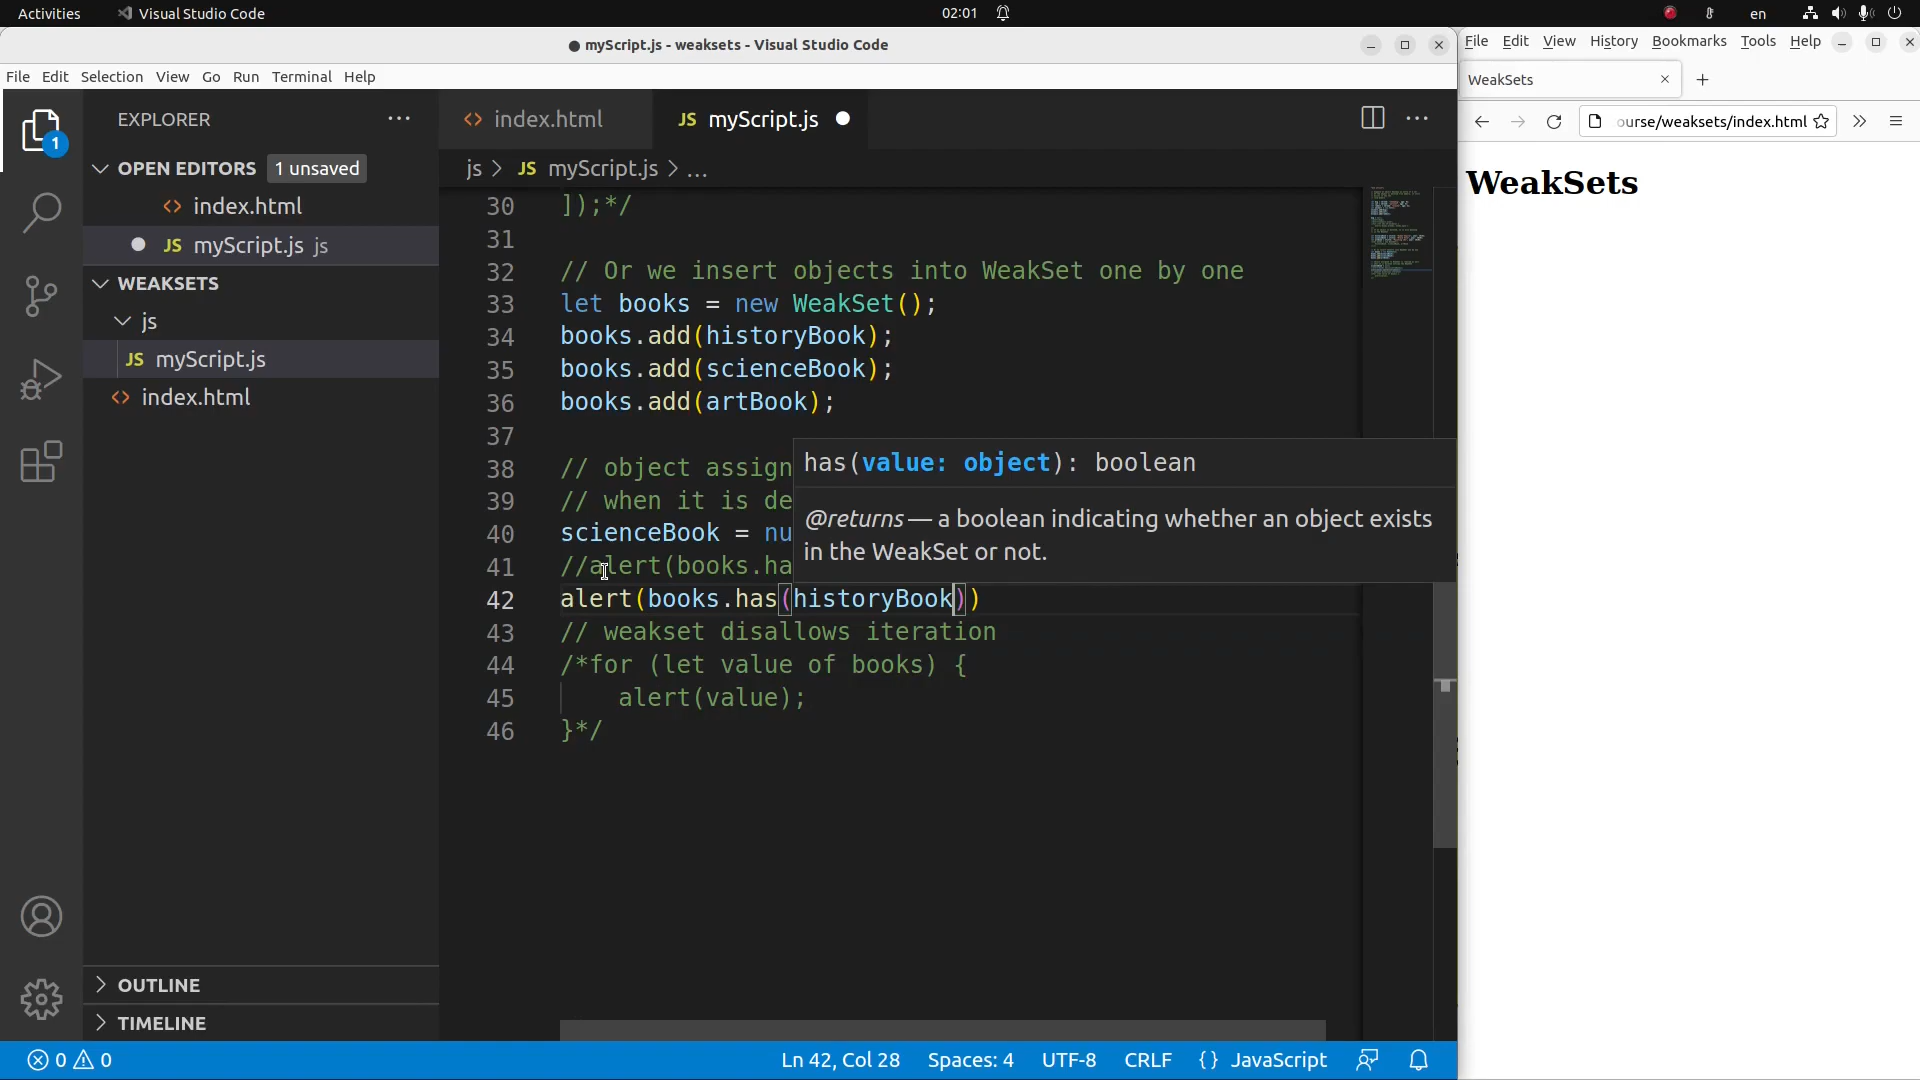 Activities
Visual Studio Code
02:01
en
myScript.js - weaksets - Visual Studio Code
File Edit Selection View Go Run Terminal Help
EXPLORER
OPEN EDITORS 1 unsaved
index.html
myScript.js js
WEAKSETS
js
JS myScript.js
index.html
OUTLINE
TIMELINE
index.html
JS myScript.js
js > JS myScript.js > ...
30 ]);*/
31
32 // Or we insert objects into WeakSet one by one
33 let books = new WeakSet();
34 books.add(historyBook);
35 books.add(scienceBook);
36 books.add(artBook);
37
38 // object assign
39 // when it is de
40 scienceBook = nu
41 //alert(books.ha
42 alert(books.has(historyBook))
43 // weakset disallows iteration
44 /*for (let value of books) {
45 alert(value);
46 }*/
has(value: object): boolean
@returns — a boolean indicating whether an object exists
in the WeakSet or not.
0 0
Ln 42, Col 28 Spaces: 4 UTF-8 CRLF {} JavaScript
File Edit View History Bookmarks Tools Help
WeakSets
ourse/weaksets/index.html
WeakSets